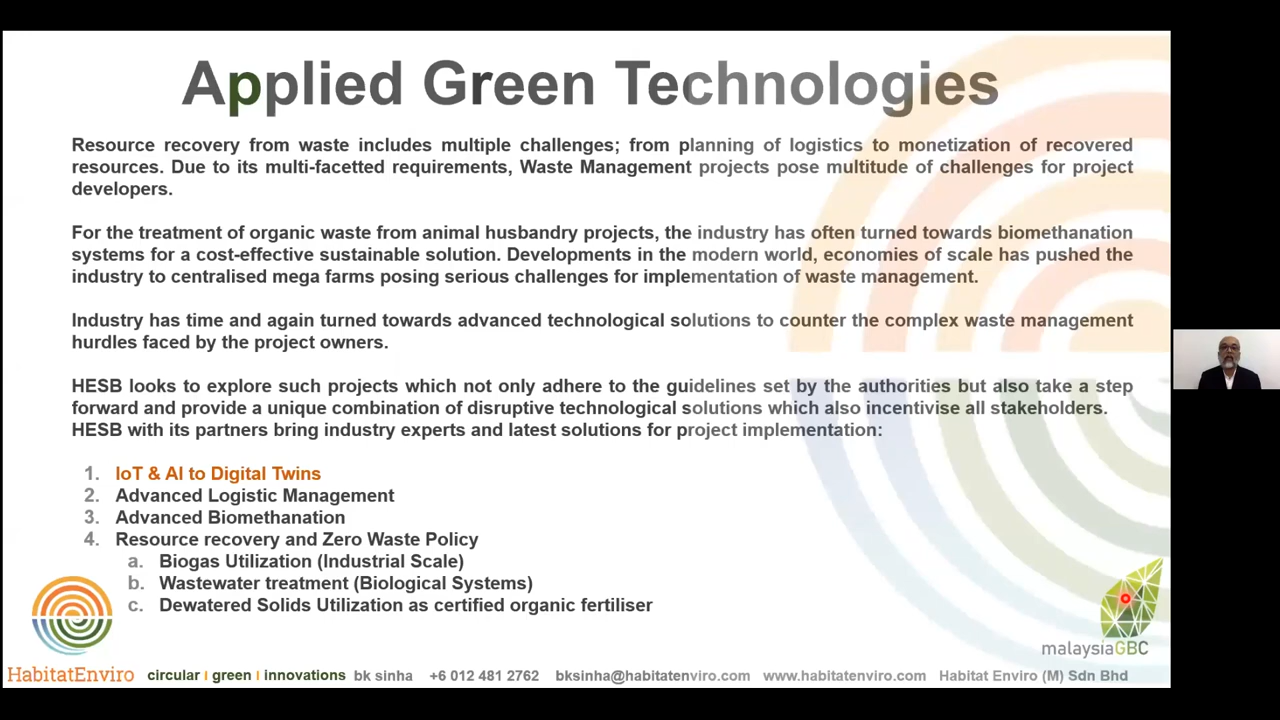 Applied Green Technologies
Resource recovery from waste includes multiple challenges; from planning of logistics to monetization of recovered
resources. Due to its multi-facetted requirements, Waste Management projects pose multitude of challenges for project
developers.
For the treatment of organic waste from animal husbandry projects, the industry has often turned towards biomethanation
systems for a cost-effective sustainable solution. Developments in the modern world, economies of scale has pushed the
industry to centralised mega farms posing serious challenges for implementation of waste management.
Industry has time and again turned towards advanced technological solutions to counter the complex waste management
hurdles faced by the project owners.
HESB looks to explore such projects which not only adhere to the guidelines set by the authorities but also take a step
forward and provide a unique combination of disruptive technological solutions which also incentivise all stakeholders.
HESB with its partners bring industry experts and latest solutions for project implementation:
1. IoT & AI to Digital Twins
2. Advanced Logistic Management
3. Advanced Biomethanation
4. Resource recovery and Zero Waste Policy
a. Biogas Utilization (Industrial Scale)
b. Wastewater treatment (Biological Systems)
c. Dewatered Solids Utilization as certified organic fertiliser
malaysiaGBC
HabitatEnviro circular I green I innovations bk sinha +6 012 481 2762 bksinha@habitatenviro.com www.habitatenviro.com Habitat Enviro (M) Sdn Bhd